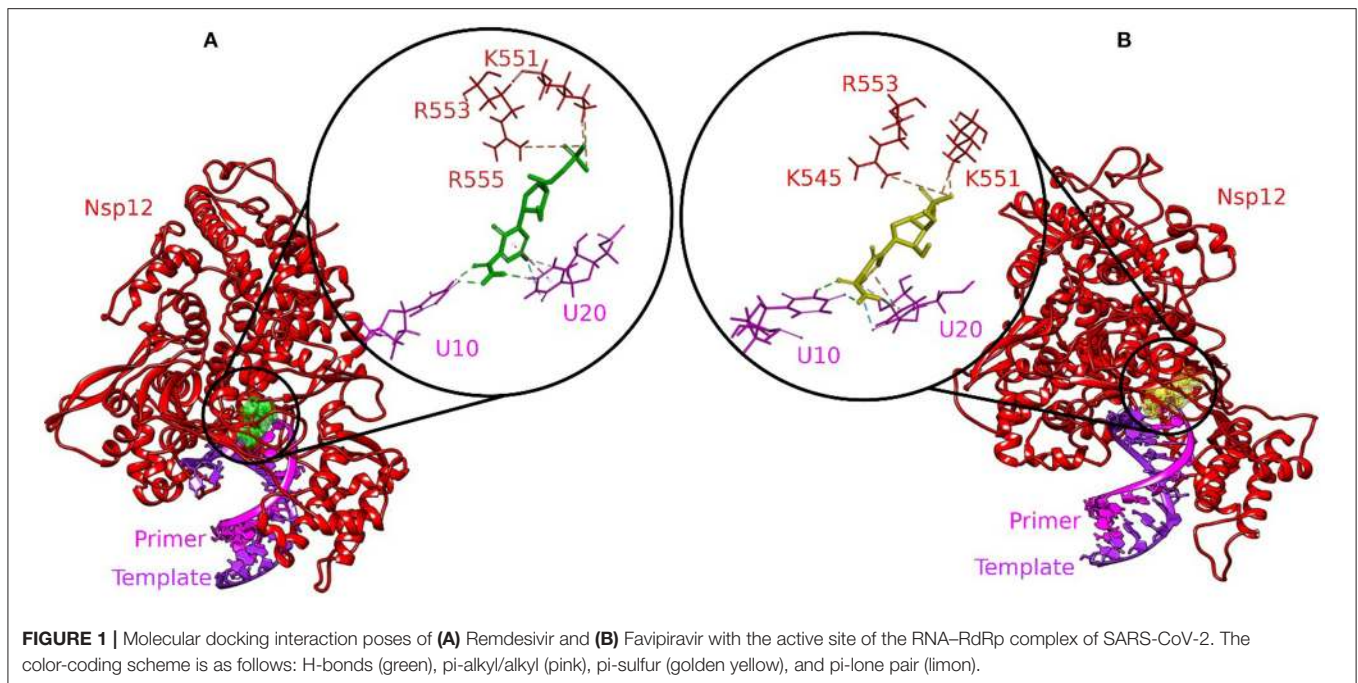 A
B
K551
R553
R555
Nsp12
U20
U10
Primer
Template
R553
K545
K551
Nsp12
U10
U20
Primer
Template
FIGURE 1 | Molecular docking interaction poses of (A) Remdesivir and (B) Favipiravir with the active site of the RNA–RdRp complex of SARS-CoV-2. The
color-coding scheme is as follows: H-bonds (green), pi-alkyl/alkyl (pink), pi-sulfur (golden yellow), and pi-lone pair (limon).